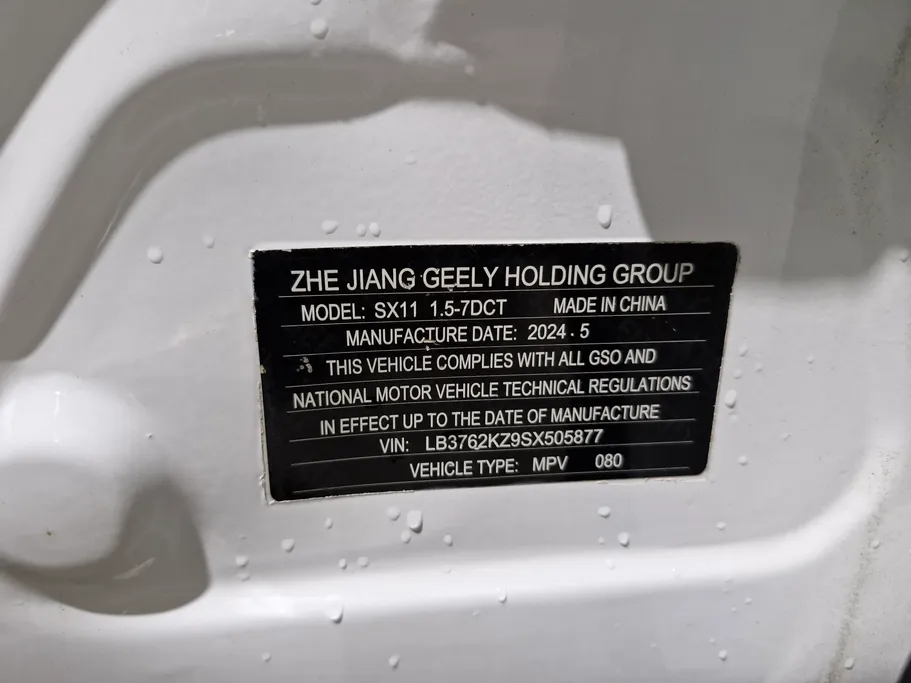 ZHE JIANG GEELY HOLDING GROUP
MODEL: SX11 1.5-7DCT MADE IN CHINA
MANUFACTURE DATE: 2024.5
THIS VEHICLE COMPLIES WITH ALL GSO AND
NATIONAL MOTOR VEHICLE TECHNICAL REGULATIONS
IN EFFECT UP TO THE DATE OF MANUFACTURE
VIN: LB3762KZ9SX505877
VEHICLE TYPE: MPV 080